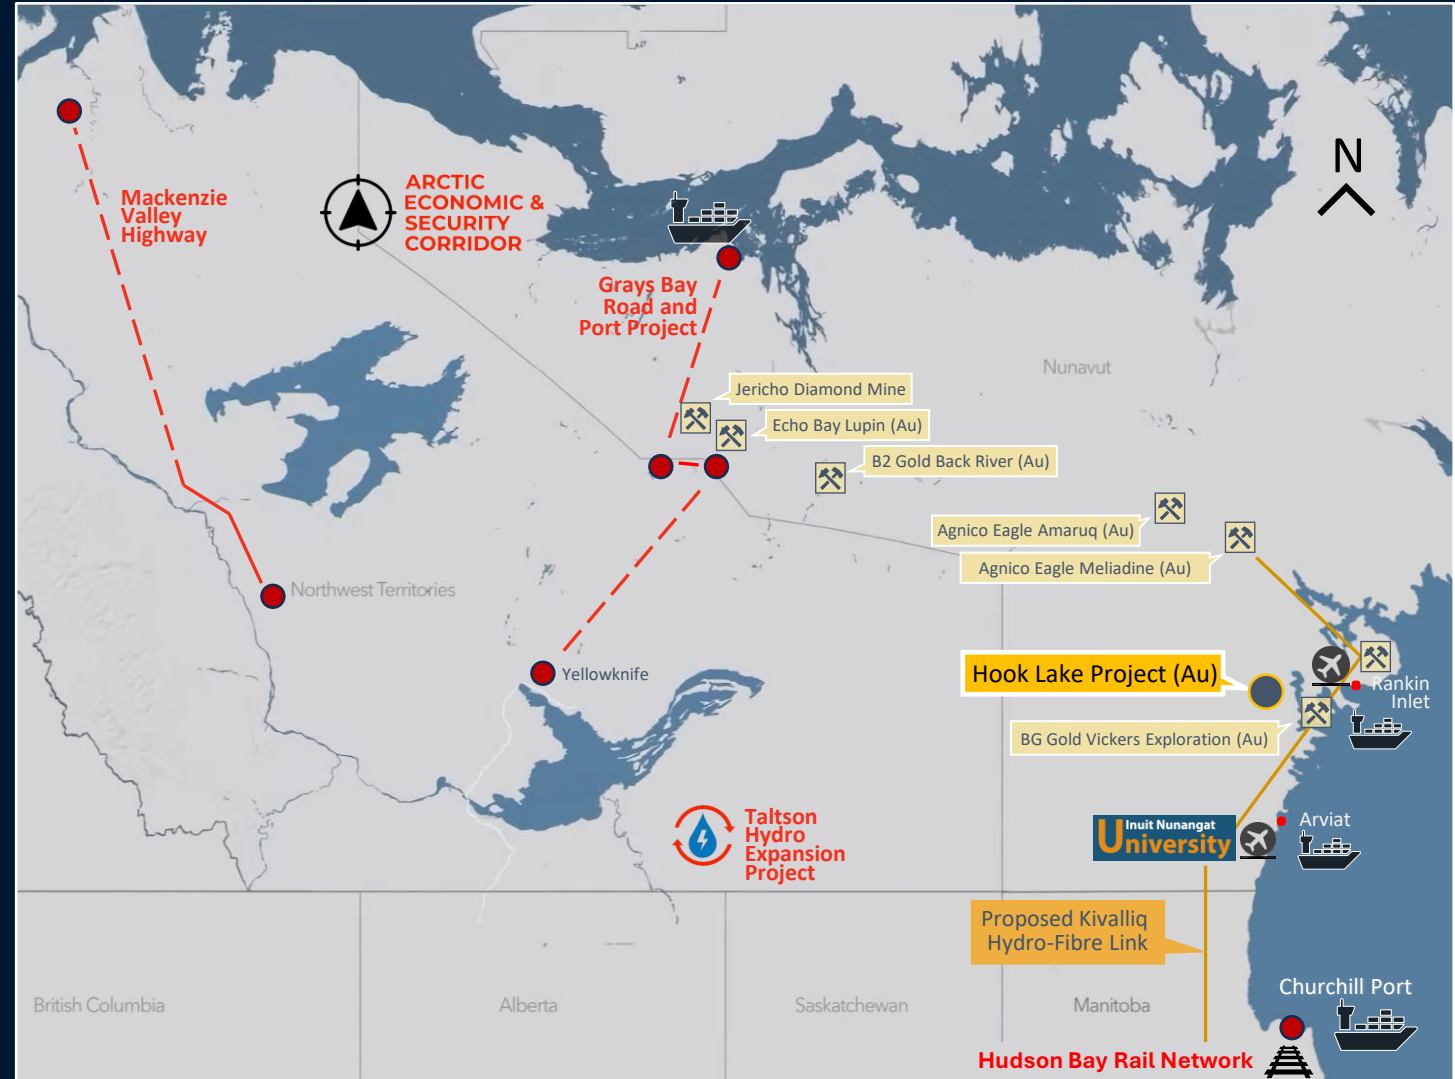 N
Mackenzie
Valley
Highway
ARCTIC
ECONOMIC &
SECURITY
CORRIDOR
Grays Bay
Road and
Port Project
Nunavut
Jericho Diamond Mine
Echo Bay Lupin (Au)
B2 Gold Back River (Au)
Agnico Eagle Amaruq (Au)
Agnico Eagle Meliadine (Au)
Northwest Territories
Yellowknife
Hook Lake Project (Au)
Rankin
Inlet
BG Gold Vickers Exploration (Au)
Taltson
Hydro
Expansion
Project
Inuit Nunangat
University
Arviat
Proposed Kivalliq
Hydro-Fibre Link
British Columbia
Alberta
Saskatchewan
Manitoba
Churchill Port
Hudson Bay Rail Network